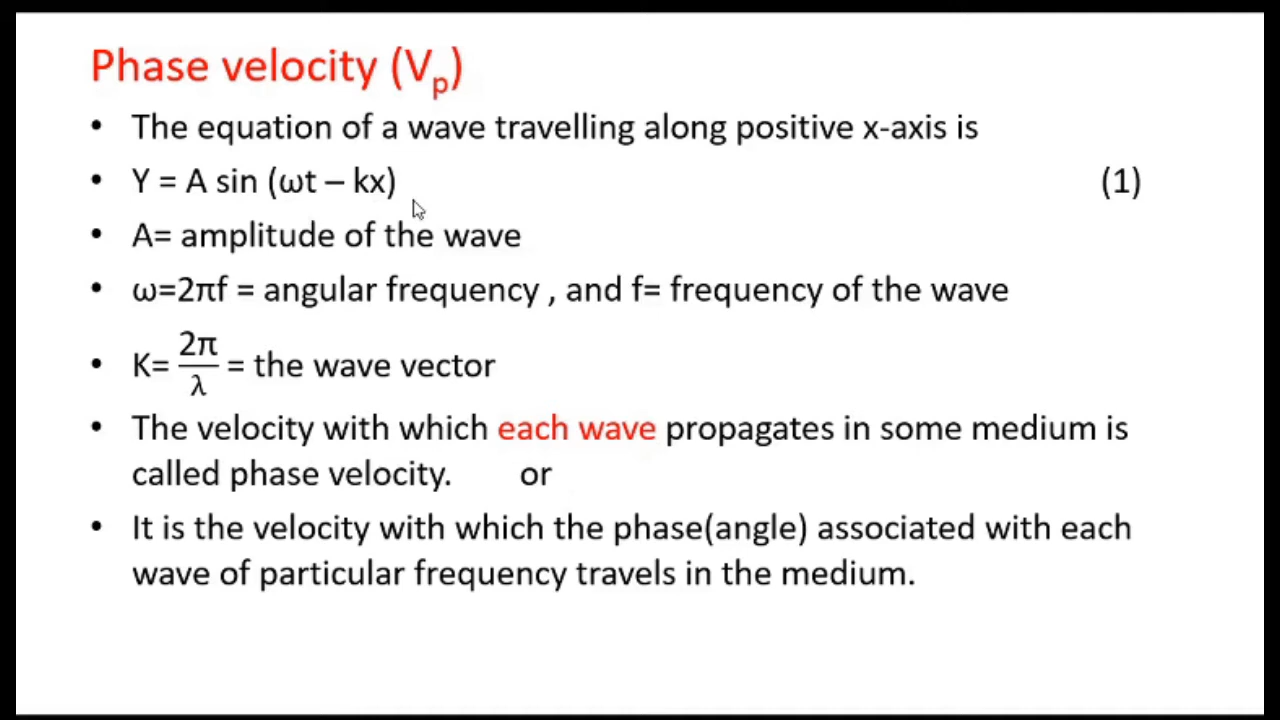 Phase velocity (Vp)
• The equation of a wave travelling along positive x-axis is
• Y = A sin (ωt – kx) (1)
• A= amplitude of the wave
• ω=2πf = angular frequency , and f= frequency of the wave
• K= 2π/λ = the wave vector
• The velocity with which each wave propagates in some medium is
called phase velocity. or
• It is the velocity with which the phase(angle) associated with each
wave of particular frequency travels in the medium.